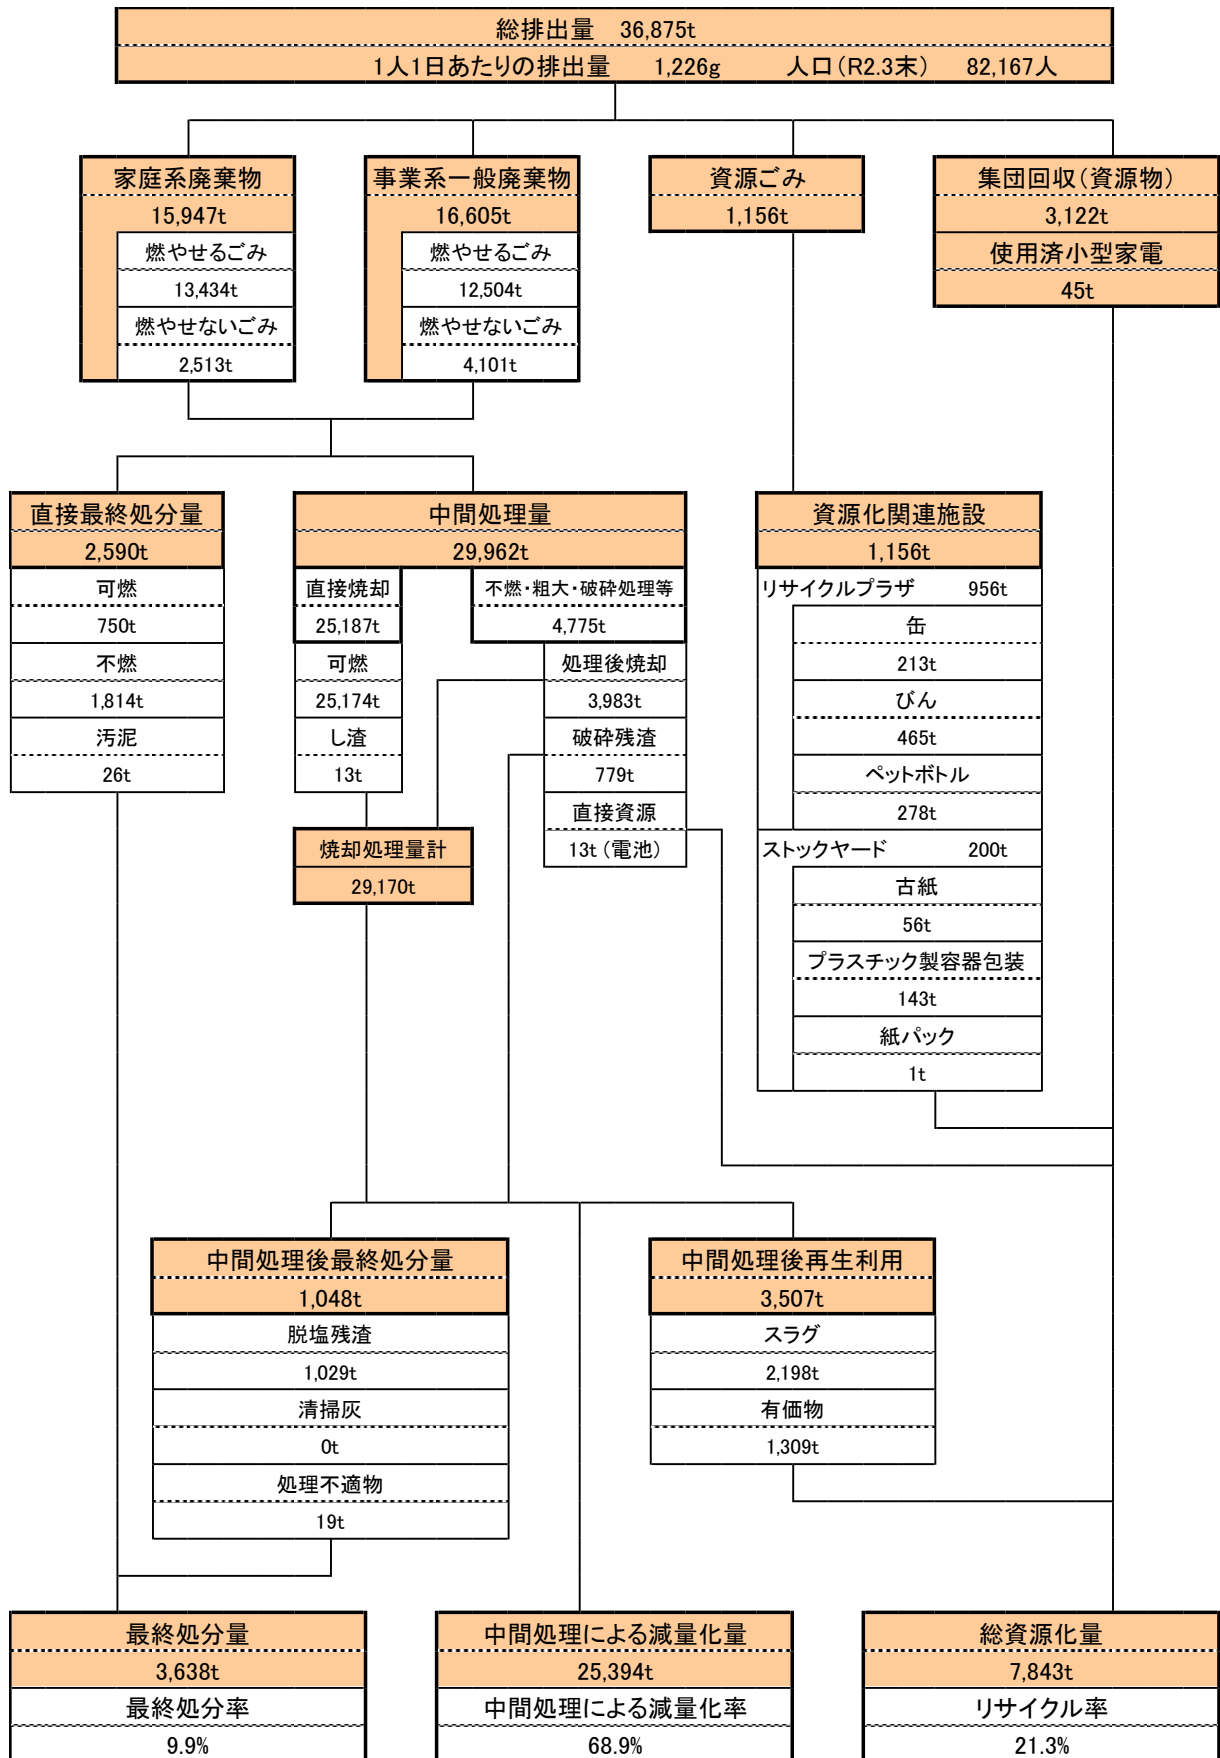 総排出量 36,875t
1人1日あたりの排出量 1,226g 人口(R2.3末) 82,167人
家庭系廃棄物
15,947t
燃やせるごみ
13,434t
燃やせないごみ
2,513t
事業系一般廃棄物
16,605t
燃やせるごみ
12,504t
燃やせないごみ
4,101t
資源ごみ
1,156t
集団回収(資源物)
3,122t
使用済小型家電
45t
直接最終処分量
2,590t
可燃
750t
不燃
1,814t
汚泥
26t
中間処理量
29,962t
直接焼却
25,187t
可燃
25,174t
し渣
13t
不燃・粗大・破砕処理等
4,775t
処理後焼却
3,983t
破砕残渣
779t
直接資源
13t(電池)
焼却処理量計
29,170t
資源化関連施設
1,156t
リサイクルプラザ 956t
缶
213t
びん
465t
ペットボトル
278t
ストックヤード 200t
古紙
56t
プラスチック製容器包装
143t
紙パック
1t
中間処理後最終処分量
1,048t
脱塩残渣
1,029t
清掃灰
0t
処理不適物
19t
中間処理後再生利用
3,507t
スラグ
2,198t
有価物
1,309t
最終処分量
3,638t
最終処分率
9.9%
中間処理による減量化量
25,394t
中間処理による減量化率
68.9%
総資源化量
7,843t
リサイクル率
21.3%